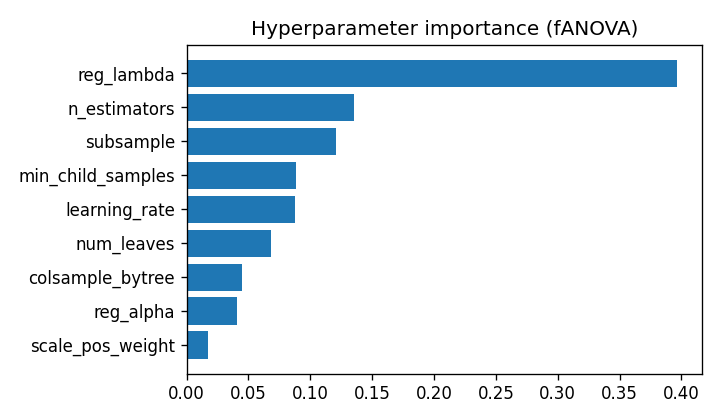 Hyperparameter importance (fANOVA)
reg_lambda
n_estimators
subsample
min_child_samples
learning_rate
num_leaves
colsample_bytree
reg_alpha
scale_pos_weight
0.00 0.05 0.10 0.15 0.20 0.25 0.30 0.35 0.40